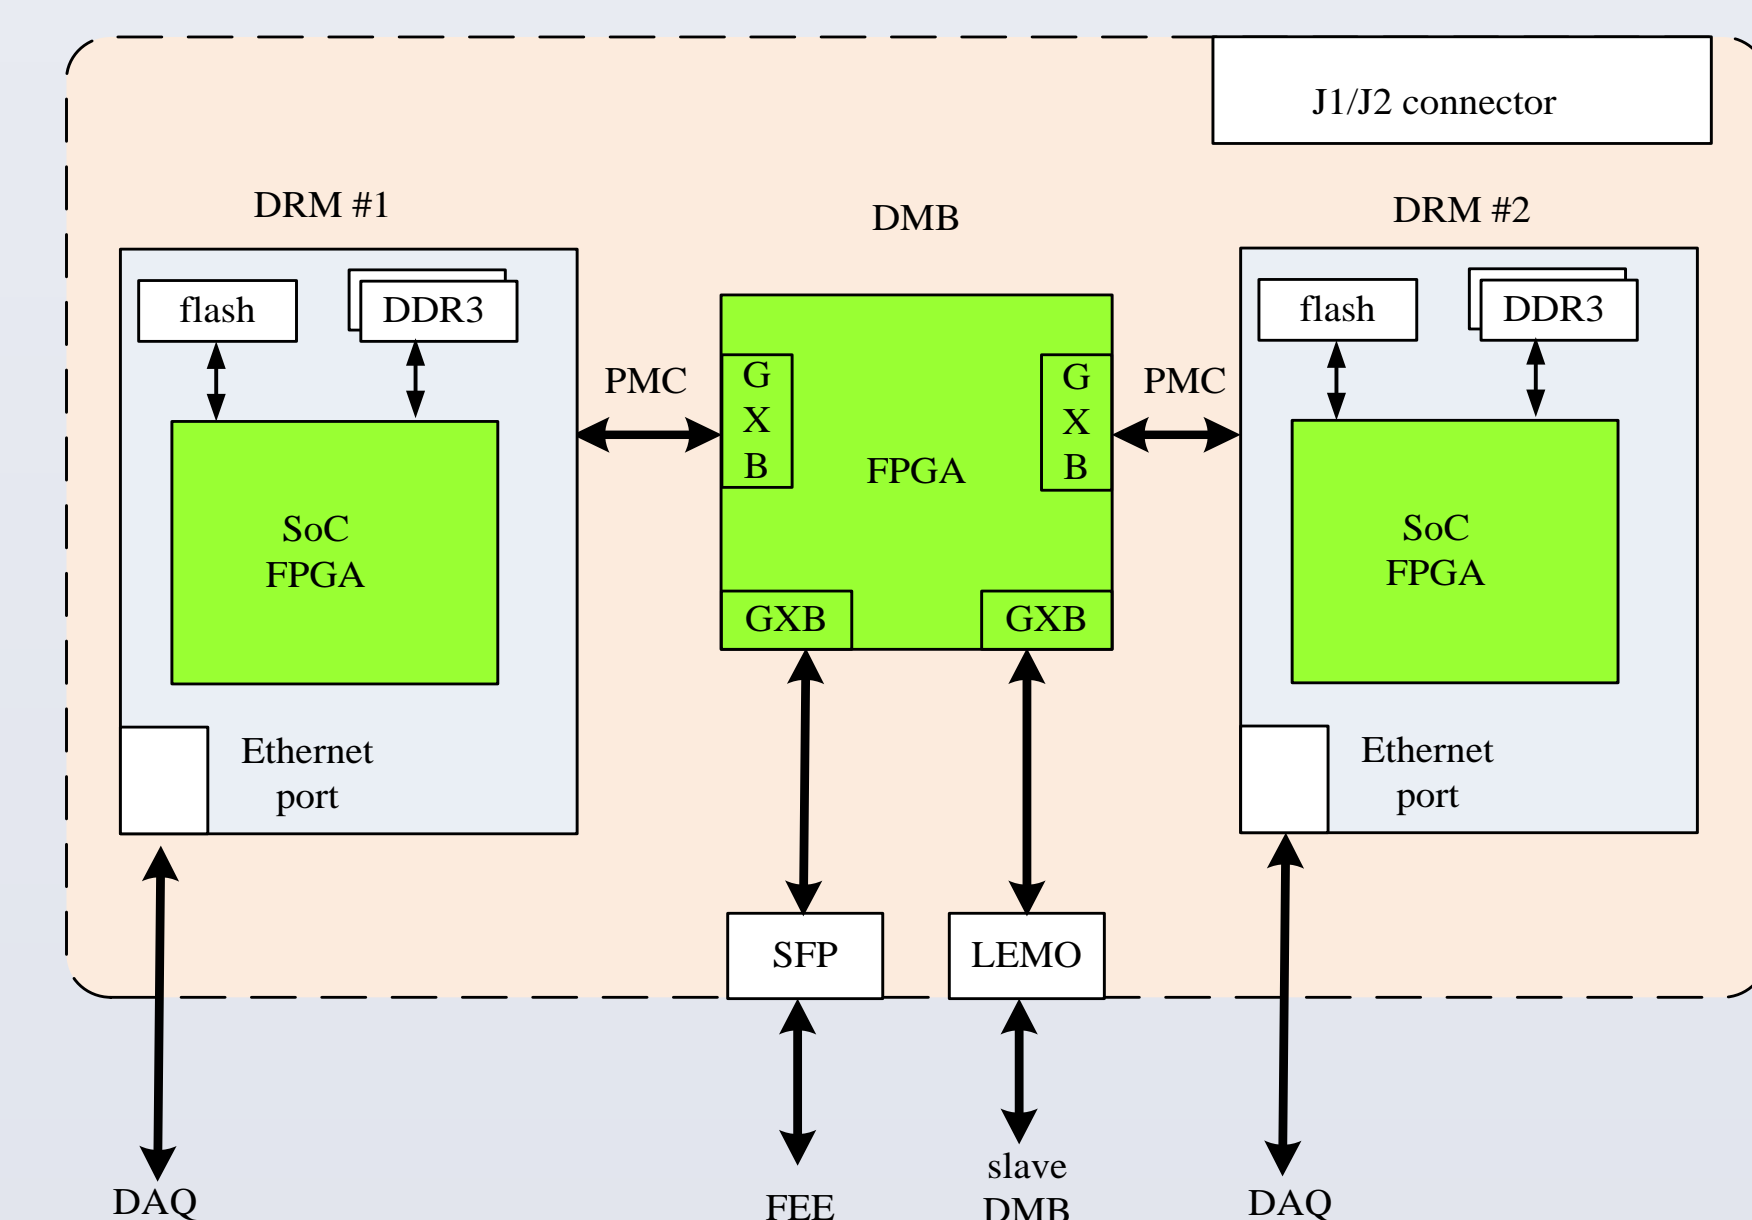 J1/J2 connector
DRM #1
DMB
DRM #2
flash
DDR3
PMC
G
X
B
FPGA
G
X
B
PMC
flash
DDR3
SoC
FPGA
SoC
FPGA
GXB
GXB
Ethernet
port
Ethernet
port
SFP
LEMO
DAQ
FEE
slave
DMB
DAQ